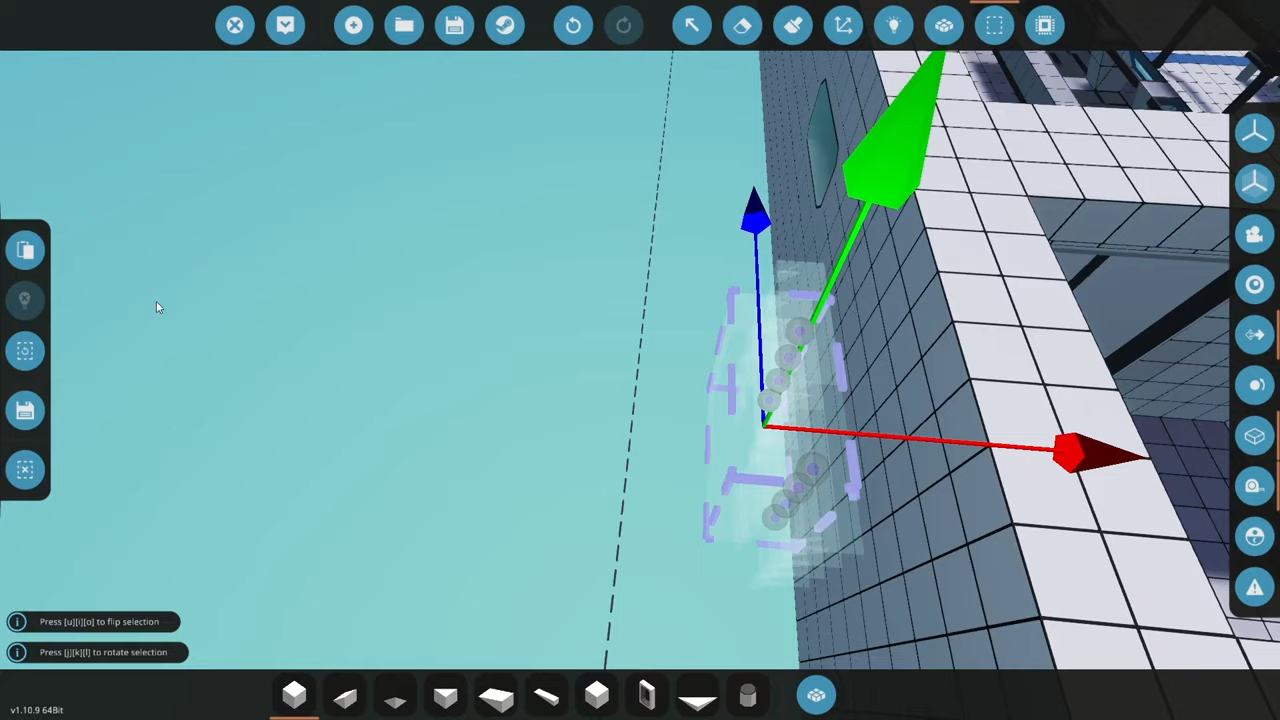 Press [u][i][o] to flip selection
Press [j][k][l] to rotate selection
v1.10.9 64Bit